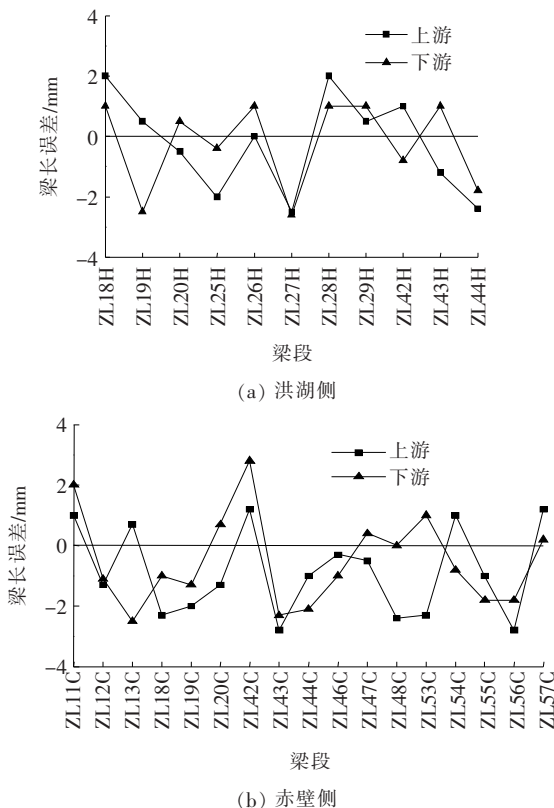 4
2
0
−2
−4
梁长误差/mm
上游
下游
ZL18H
ZL19H
ZL20H
ZL25H
ZL26H
ZL27H
ZL28H
ZL29H
ZL42H
ZL43H
ZL44H
梁段
(a) 洪湖侧
4
2
0
−2
−4
梁长误差/mm
上游
下游
ZL11C
ZL12C
ZL13C
ZL18C
ZL19C
ZL20C
ZL42C
ZL43C
ZL44C
ZL46C
ZL47C
ZL48C
ZL53C
ZL54C
ZL55C
ZL56C
ZL57C
梁段
(b) 赤壁侧